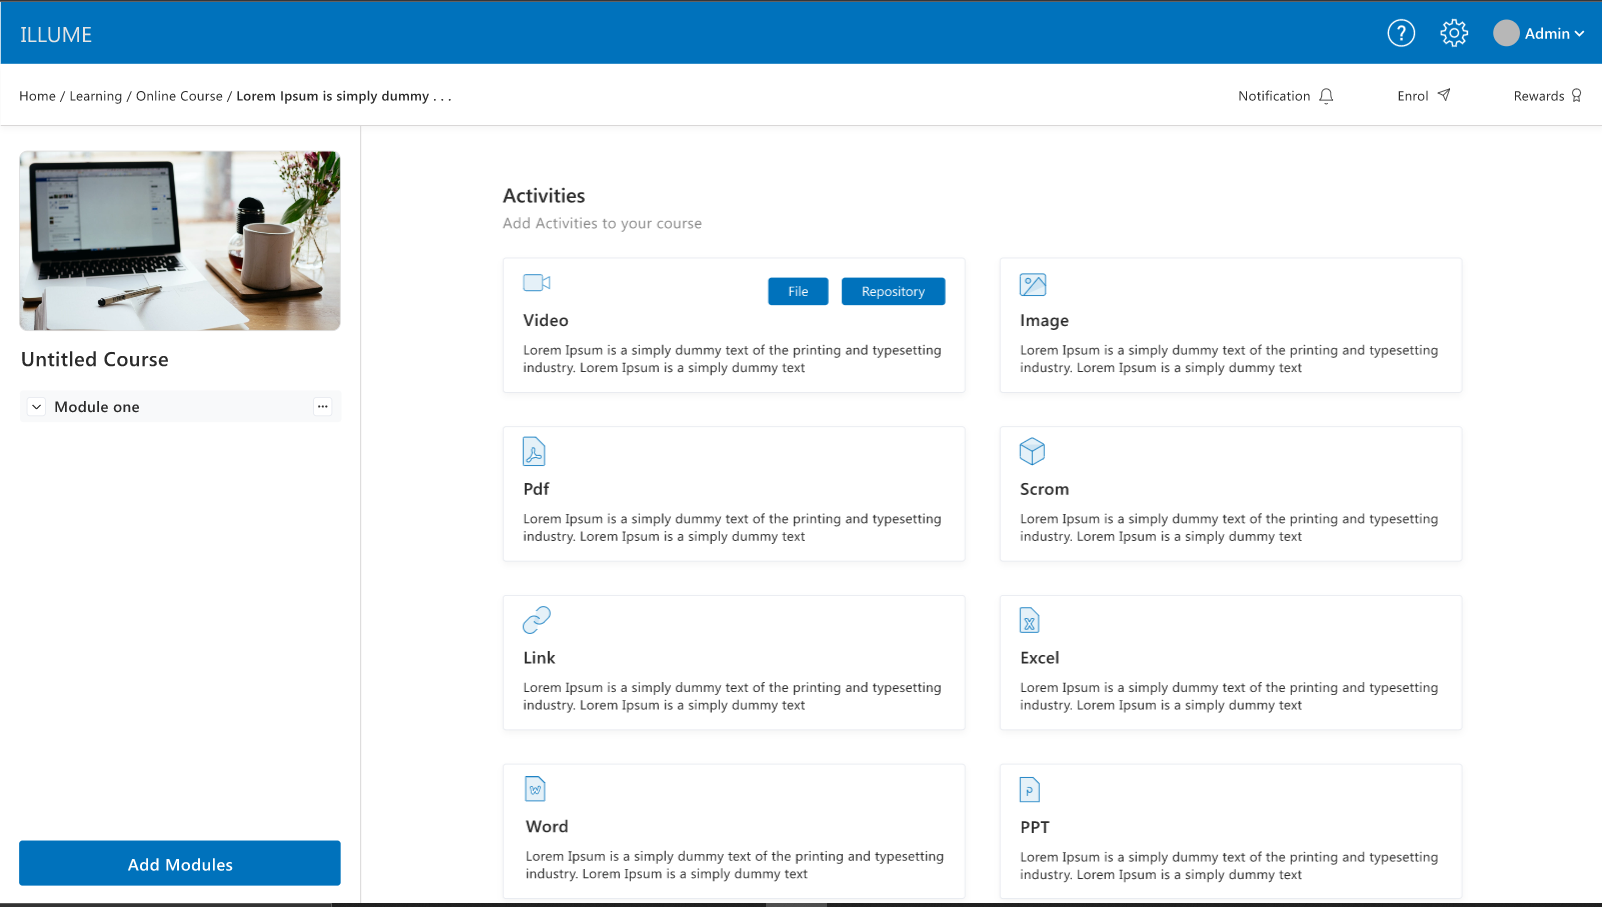 ILLUME
?
Admin
Home / Learning / Online Course / Lorem Ipsum is simply dummy . . .
Notification
Enrol
Rewards
Untitled Course
Module one
Add Modules
Activities
Add Activities to your course
File
Repository
Video
Lorem Ipsum is a simply dummy text of the printing and typesetting
industry. Lorem Ipsum is a simply dummy text
Image
Lorem Ipsum is a simply dummy text of the printing and typesetting
industry. Lorem Ipsum is a simply dummy text
Pdf
Lorem Ipsum is a simply dummy text of the printing and typesetting
industry. Lorem Ipsum is a simply dummy text
Scrom
Lorem Ipsum is a simply dummy text of the printing and typesetting
industry. Lorem Ipsum is a simply dummy text
Link
Lorem Ipsum is a simply dummy text of the printing and typesetting
industry. Lorem Ipsum is a simply dummy text
X
Excel
Lorem Ipsum is a simply dummy text of the printing and typesetting
industry. Lorem Ipsum is a simply dummy text
W
Word
Lorem Ipsum is a simply dummy text of the printing and typesetting
industry. Lorem Ipsum is a simply dummy text
P
PPT
Lorem Ipsum is a simply dummy text of the printing and typesetting
industry. Lorem Ipsum is a simply dummy text